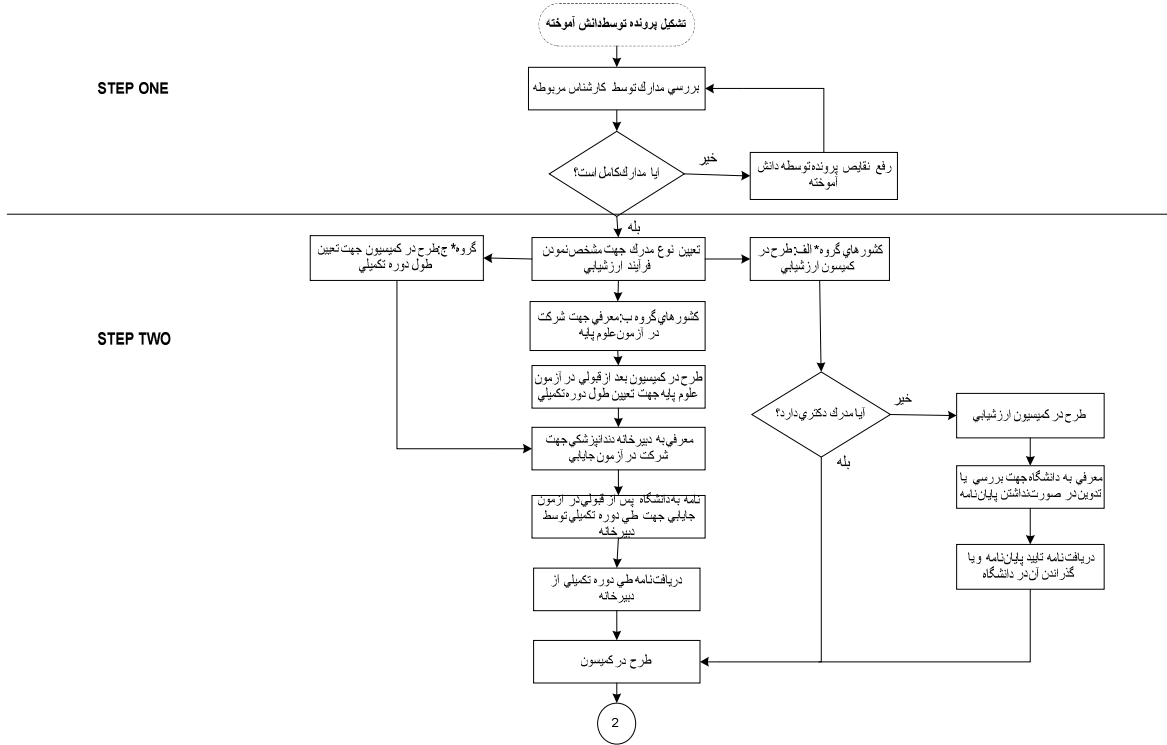 تشكيل پرونده توسط دانش آموخته
STEP ONE
بررسي مدارك توسط كارشناس مربوطه
خير
ايا مدارك كامل است؟
رفع نقايص پرونده توسطه دانش
آموخته
بله
گروه* ج:طرح در كميسيون جهت تعيين
طول دوره تكميلي
تعيين نوع مدرك جهت مشخص نمودن
فرآيند ارزشيابي
كشورهاي گروه* الف:طرح در
كميسون ارزشيابي
STEP TWO
كشورهاي گروه ب:معرفي جهت شركت
در آزمون علوم پايه
طرح در كميسيون بعد از قبولي در آزمون
علوم پايه جهت تعيين طول دوره تكميلي
آيا مدرك دكتري دارد؟
خير
طرح در كميسيون ارزشيابي
بله
معرفي به دبيرخانه دندانپزشكي جهت
شركت در آزمون جايابي
معرفي به دانشگاه جهت بررسي يا
تدوين در صورت نداشتن پايان نامه
نامه به دانشگاه پس از قبولي در ازمون
جايابي جهت طي دوره تكميلي توسط
دبيرخانه
دريافت نامه تاييد پايان نامه و يا
گذراندن آن در دانشگاه
دريافت نامه طي دوره تكميلي از
دبيرخانه
طرح در كميسون
2